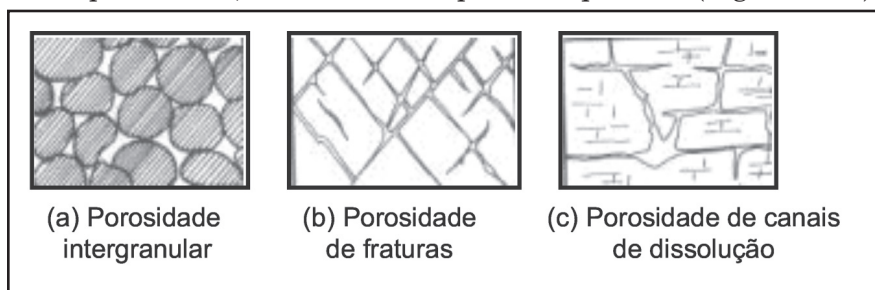 (a) Porosidade
intergranular
(b) Porosidade
de fraturas
(c) Porosidade de canais
de dissolução